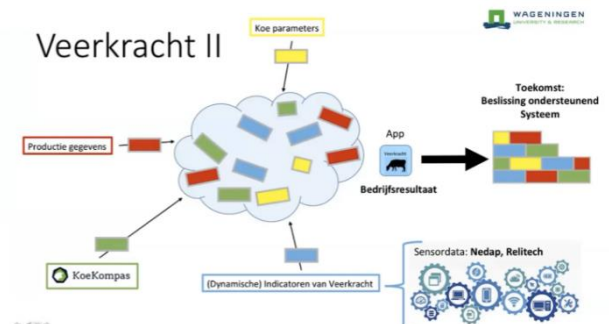 WAGENINGEN
UNIVERSITY & RESEARCH
Veerkracht II
Koe parameters
Toekomst:
Beslissing ondersteunend
Systeem
Productie gegevens
App
Bedrijfsresultaat
KoeKompas
(Dynamische) Indicatoren van Veerkracht
Sensordata: Nedap, Relitech